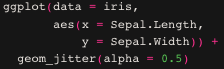 ggplot(data = iris,
       aes(x = Sepal.Length,
           y = Sepal.Width)) +
  geom_jitter(alpha = 0.5)